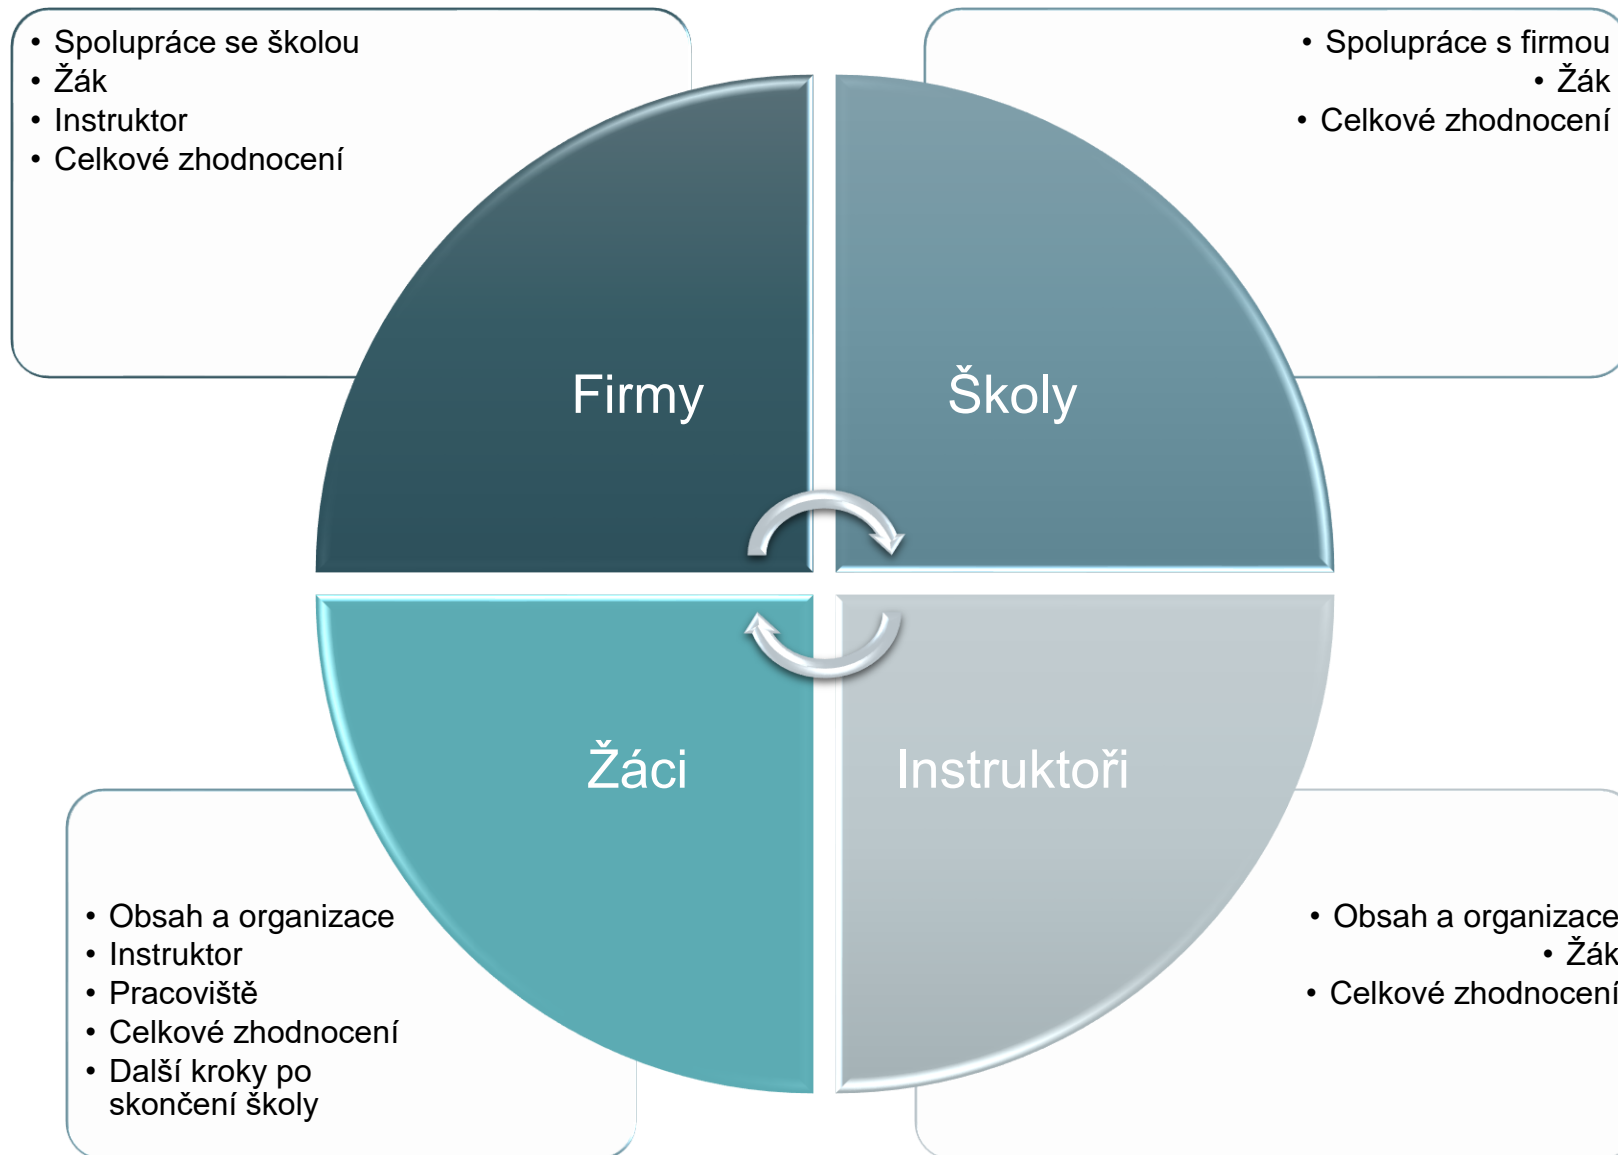 • Spolupráce se školou
• Žák
• Instruktor
• Celkové zhodnocení
• Spolupráce s firmou
• Žák
• Celkové zhodnocení
Firmy
Školy
Žáci
Instruktoři
• Obsah a organizace
• Instruktor
• Pracoviště
• Celkové zhodnocení
• Další kroky po
skončení školy
• Obsah a organizace
• Žák
• Celkové zhodnocení